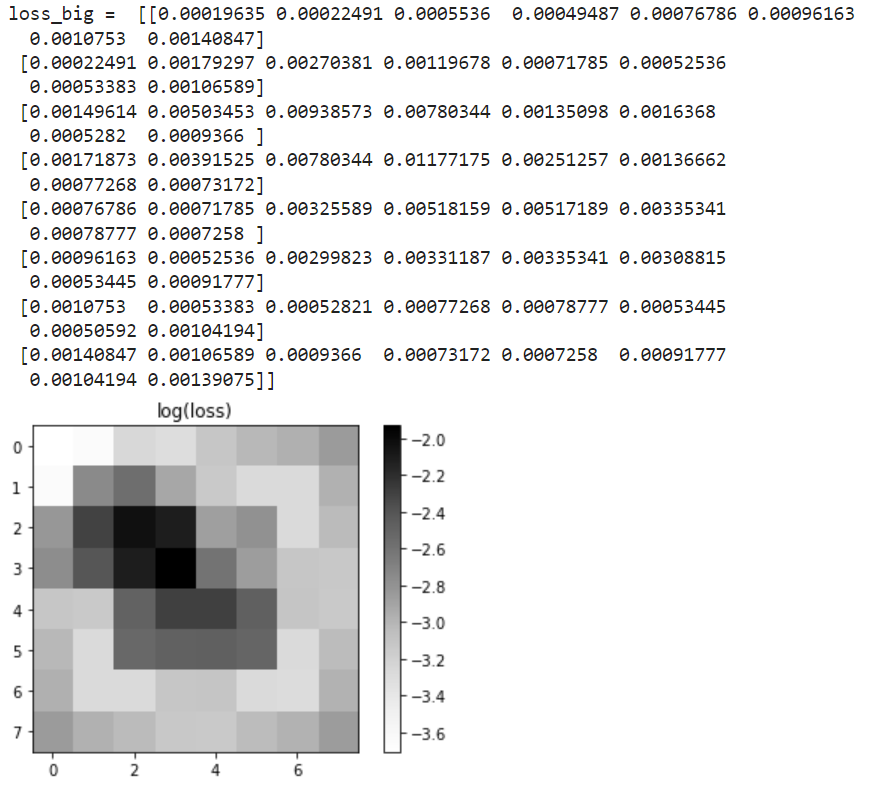 loss_big =  [[0.00019635 0.00022491 0.0005536  0.00049487 0.00076786 0.00096163
  0.0010753  0.00140847]
 [0.00022491 0.00179297 0.00270381 0.00119678 0.00071785 0.00052536
  0.00053383 0.00106589]
 [0.00149614 0.00503453 0.00938573 0.00780344 0.00135098 0.0016368
  0.0005282  0.0009366 ]
 [0.00171873 0.00391525 0.00780344 0.01177175 0.00251257 0.00136662
  0.00077268 0.00073172]
 [0.00076786 0.00071785 0.00325589 0.00518159 0.00517189 0.00335341
  0.00078777 0.0007258 ]
 [0.00096163 0.00052536 0.00299823 0.00331187 0.00335341 0.00308815
  0.00053445 0.00091777]
 [0.0010753  0.00053383 0.00052821 0.00077268 0.00078777 0.00053445
  0.00050592 0.00104194]
 [0.00140847 0.00106589 0.0009366  0.00073172 0.0007258  0.00091777
  0.00104194 0.00139075]]
log(loss)
0
1
2
3
4
5
6
7
0 2 4 6
−2.0
−2.2
−2.4
−2.6
−2.8
−3.0
−3.2
−3.4
−3.6